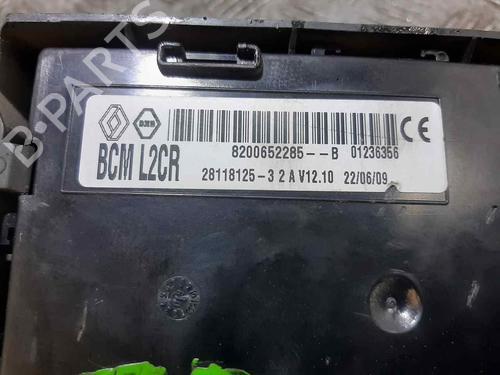 B-PARTS
8200652285--B 01236356
BCM L2CR
28118125-3 2 A V12.10 22/06/09
CE